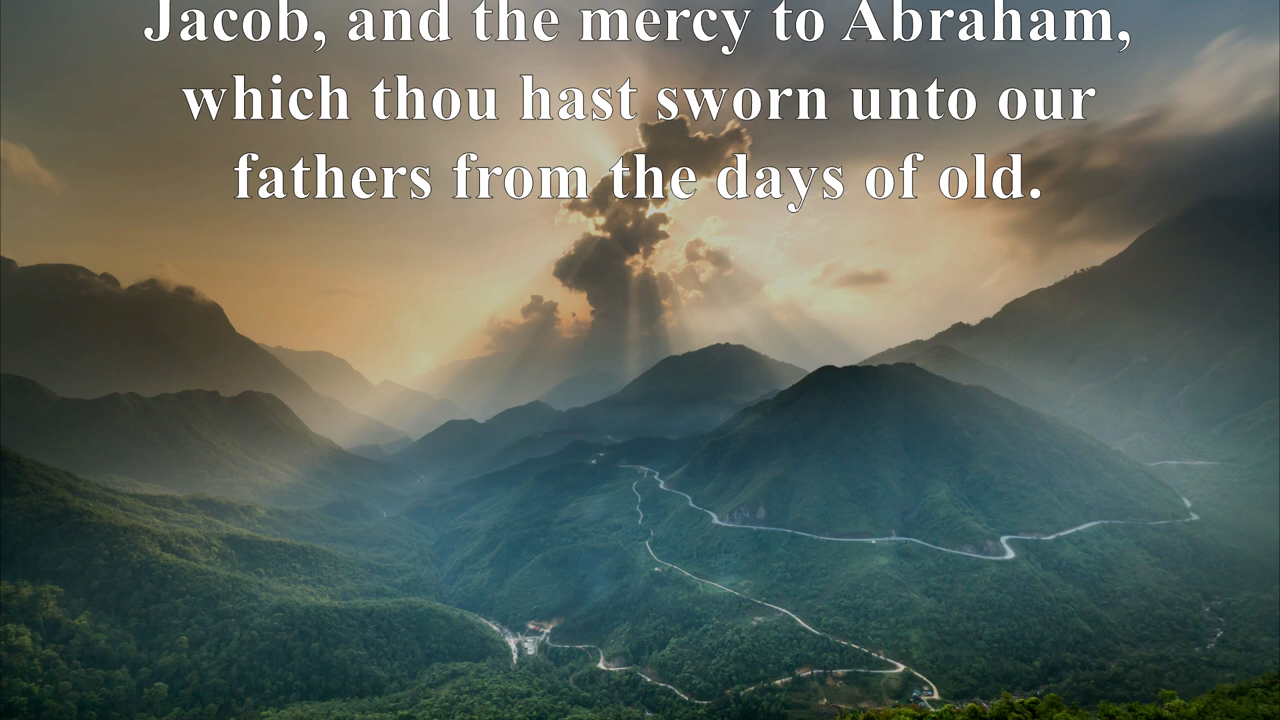 Jacob, and the mercy to Abraham,
which thou hast sworn unto our
fathers from the days of old.